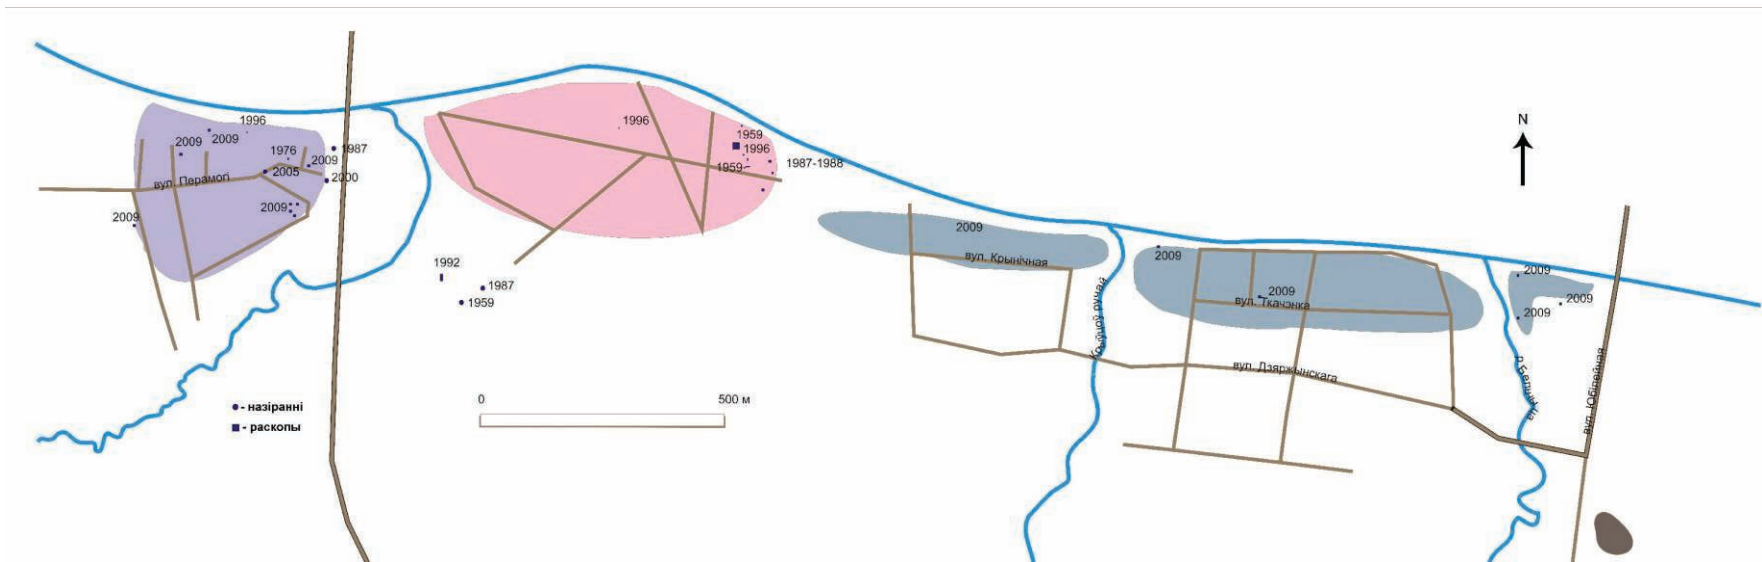 1996
2009
2009
1976
2009
1987
вул. Перамогі
2005
2000
2009
2009
1996
1959
1996
1959
1987-1988
1992
1987
1959
N
2009
вул. Крынічная
Крывы ручай
2009
2009
вул. Ткачэнка
вул. Дзяржынскага
2009
2009
2009
вул. Юбілейная
0
500 м
- назіранні
- раскопы